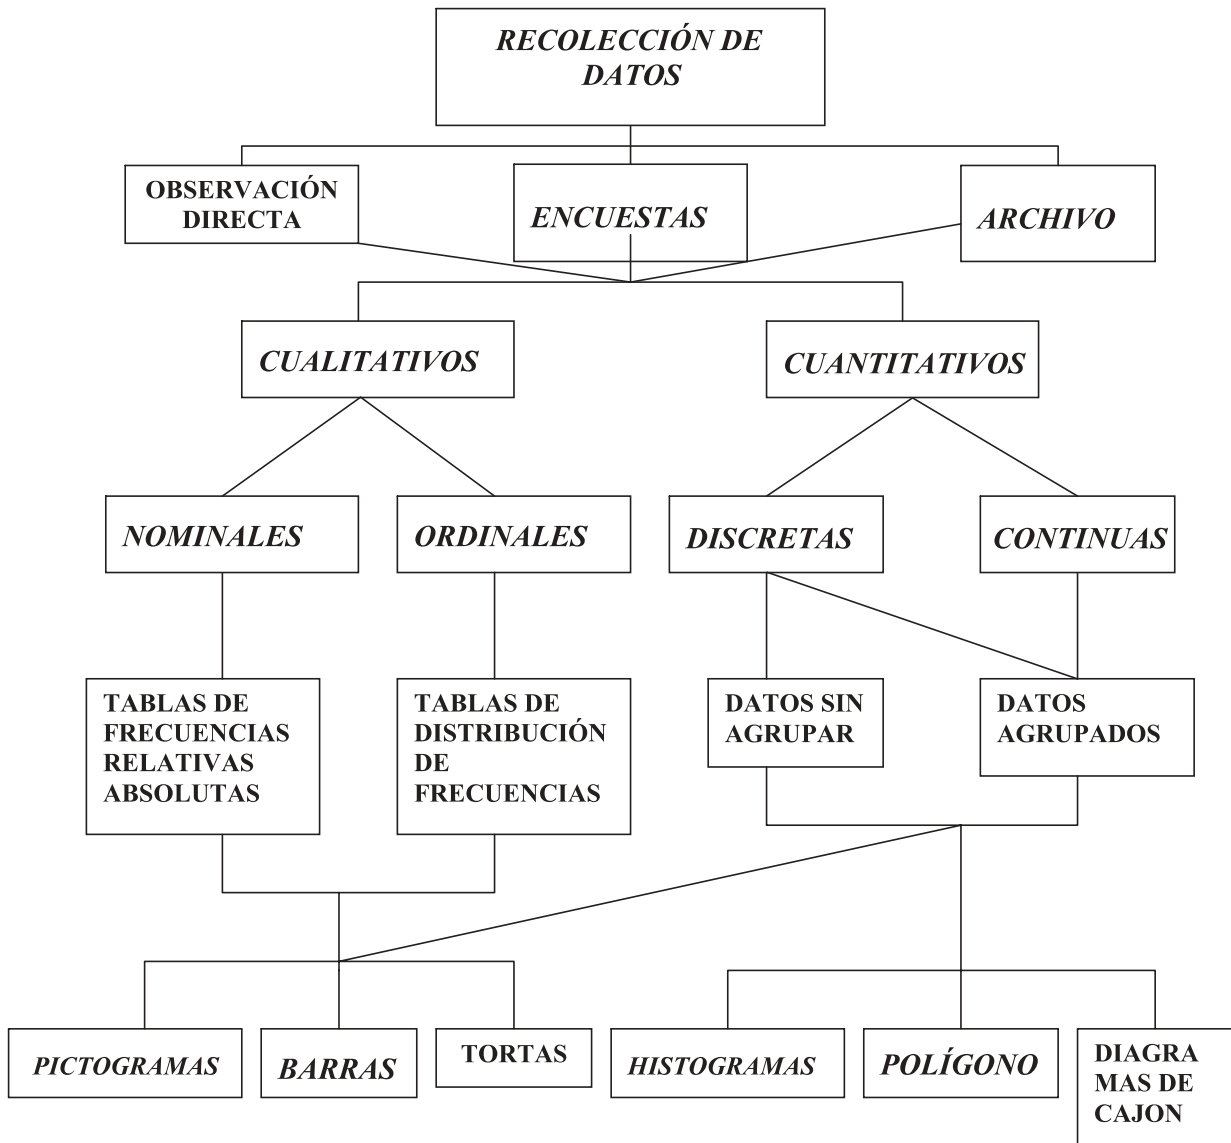 RECOLECCIÓN DE
DATOS
OBSERVACIÓN
DIRECTA
ENCUESTAS
ARCHIVO
CUALITATIVOS
CUANTITATIVOS
NOMINALES
ORDINALES
DISCRETAS
CONTINUAS
TABLAS DE
FRECUENCIAS
RELATIVAS
ABSOLUTAS
TABLAS DE
DISTRIBUCIÓN
DE
FRECUENCIAS
DATOS SIN
AGRUPAR
DATOS
AGRUPADOS
PICTOGRAMAS
BARRAS
TORTAS
HISTOGRAMAS
POLÍGONO
DIAGRA
MAS DE
CAJON